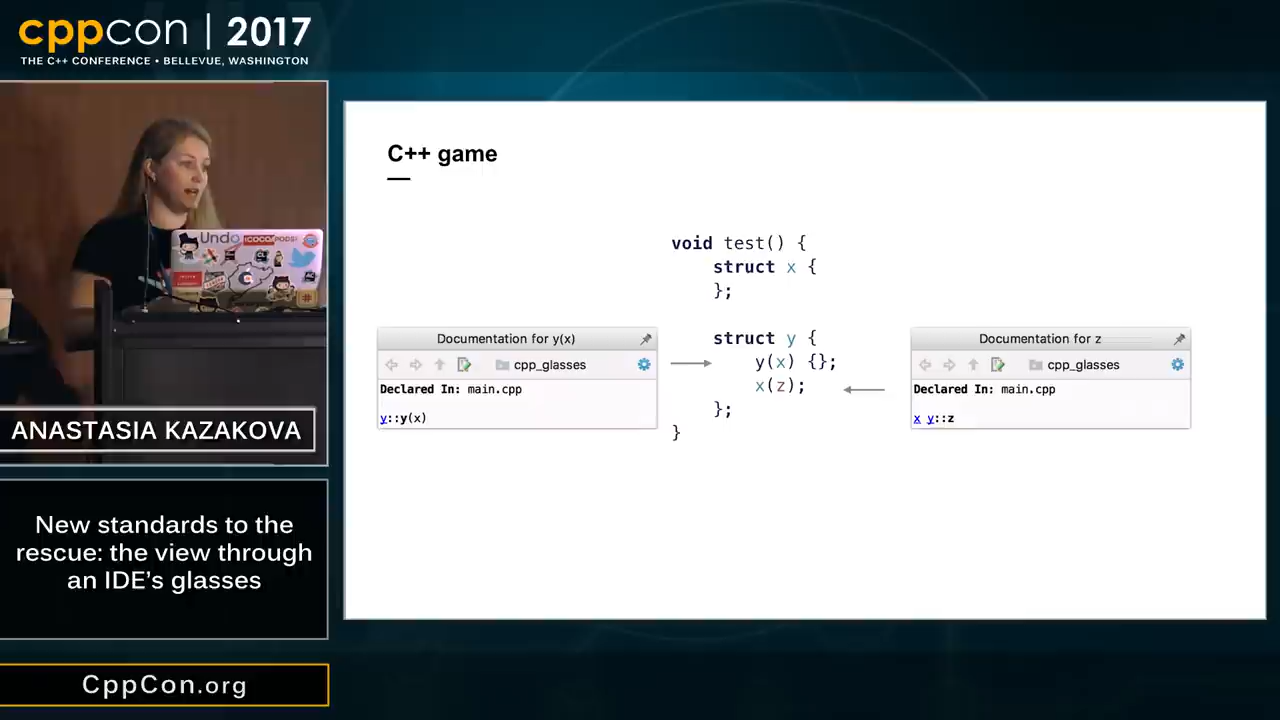 cppcon | 2017
THE C++ CONFERENCE • BELLEVUE, WASHINGTON
Undo
ANASTASIA KAZAKOVA
New standards to the
rescue: the view through
an IDE's glasses
CppCon.org
C++ game
void test() {
struct x {
};
struct y {
y(x) {};
x(z);
};
}
Documentation for y(x)
cpp_glasses
Declared In: main.cpp
y::y(x)
Documentation for z
cpp_glasses
Declared In: main.cpp
x y::z